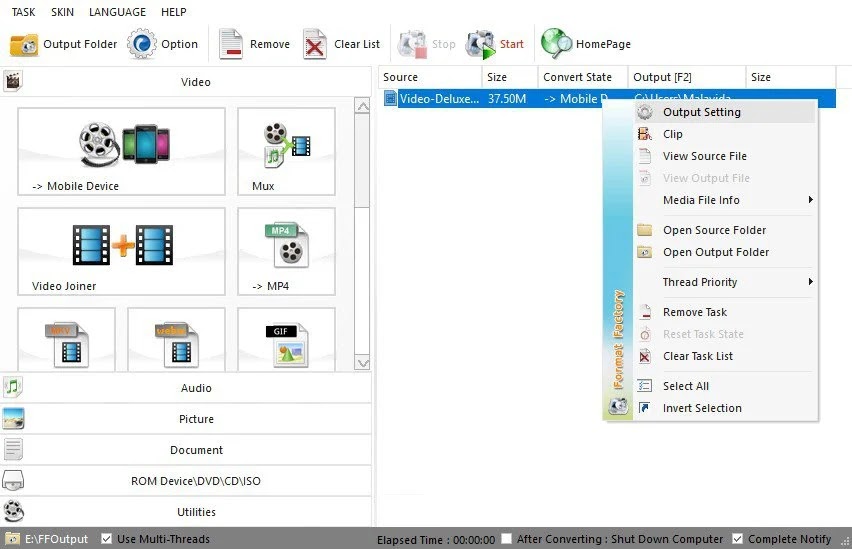 TASK SKIN LANGUAGE HELP
Output Folder Option Remove Clear List Stop Start HomePage
Video
Source Size Convert State Output [F2] Size
Video-Deluxe... 37.50M -> Mobile D
-> Mobile Device
Mux
Video Joiner
MP4
-> MP4
GIF
Audio
Picture
Document
ROM Device\DVD\CD\ISO
Utilities
Output Setting
Clip
View Source File
View Output File
Media File Info
Open Source Folder
Open Output Folder
Thread Priority
Remove Task
Reset Task State
Clear Task List
Select All
Invert Selection
Format Factory
E:\FFOutput Use Multi-Threads Elapsed Time : 00:00:00 After Converting : Shut Down Computer Complete Notify